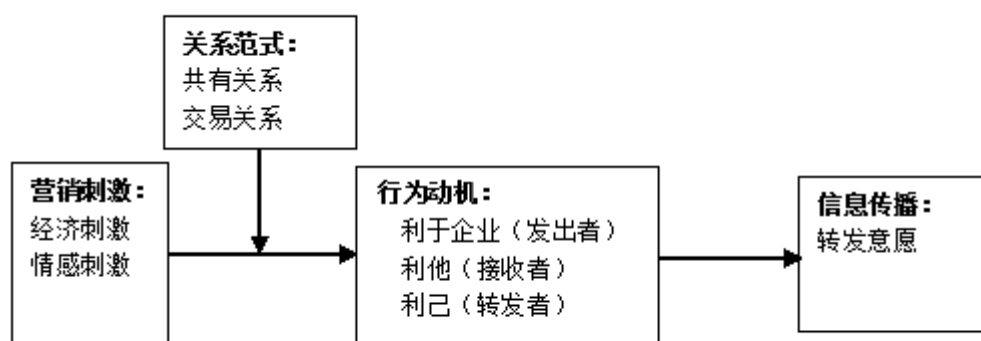 关系范式：
共有关系
交易关系
营销刺激：
经济刺激
情感刺激
行为动机：
利于企业（发出者）
利他（接收者）
利己（转发者）
信息传播：
转发意愿